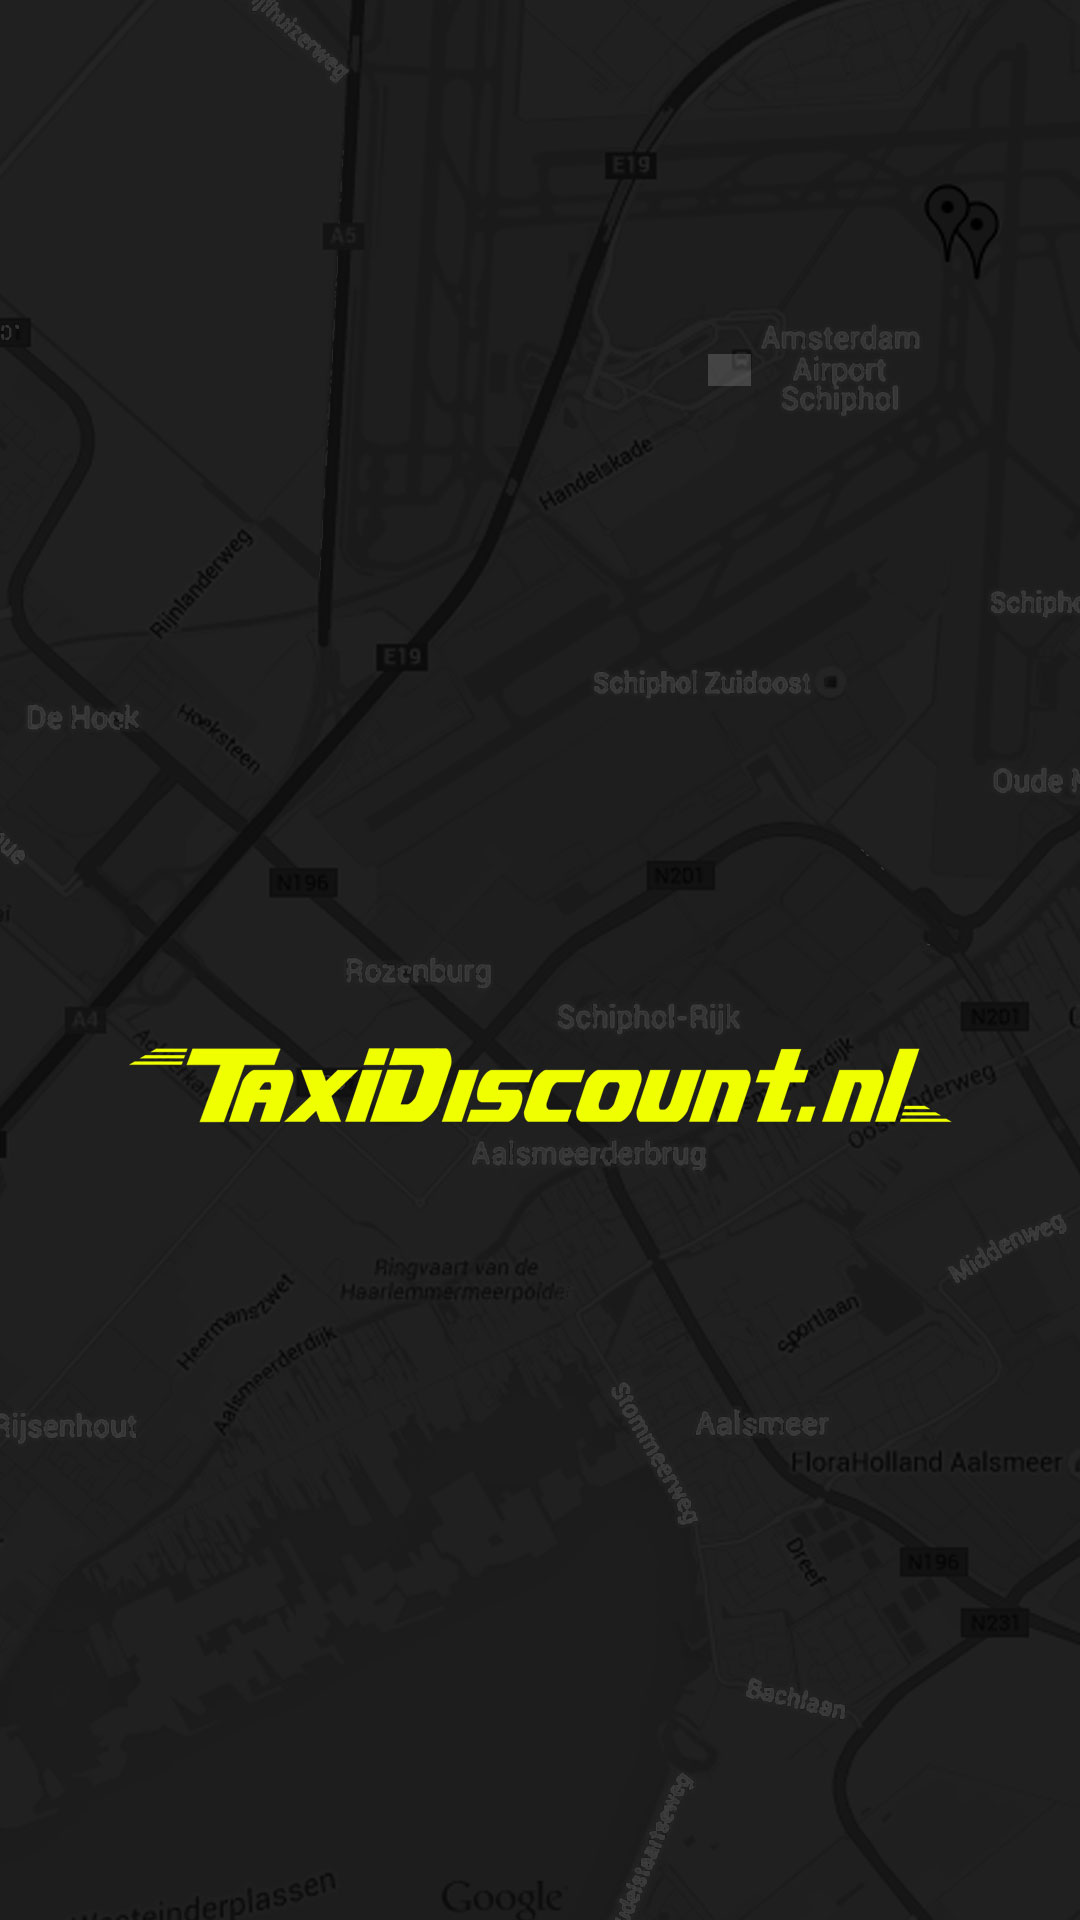 E19
A5
Amsterdam
Airport
Schiphol
Handelskade
Rijnlanderweg
E19
Schiphol Zuidoost
De Hoek
Hoeksteen
N196
N201
Rozenburg
A4
Schiphol-Rijk
N201
TaxiDiscount.nl
Aalsmeerderbrug
Middenweg
Ringvaart van de
Haarlemmermeerpolder
Heermanszwet
Aalsmeerderdijk
Sportlaan
Rijsenhout
Stommeerweg
Aalsmeer
FloraHolland Aalsmeer
Dreef
N196
N231
Bachlaan
Google